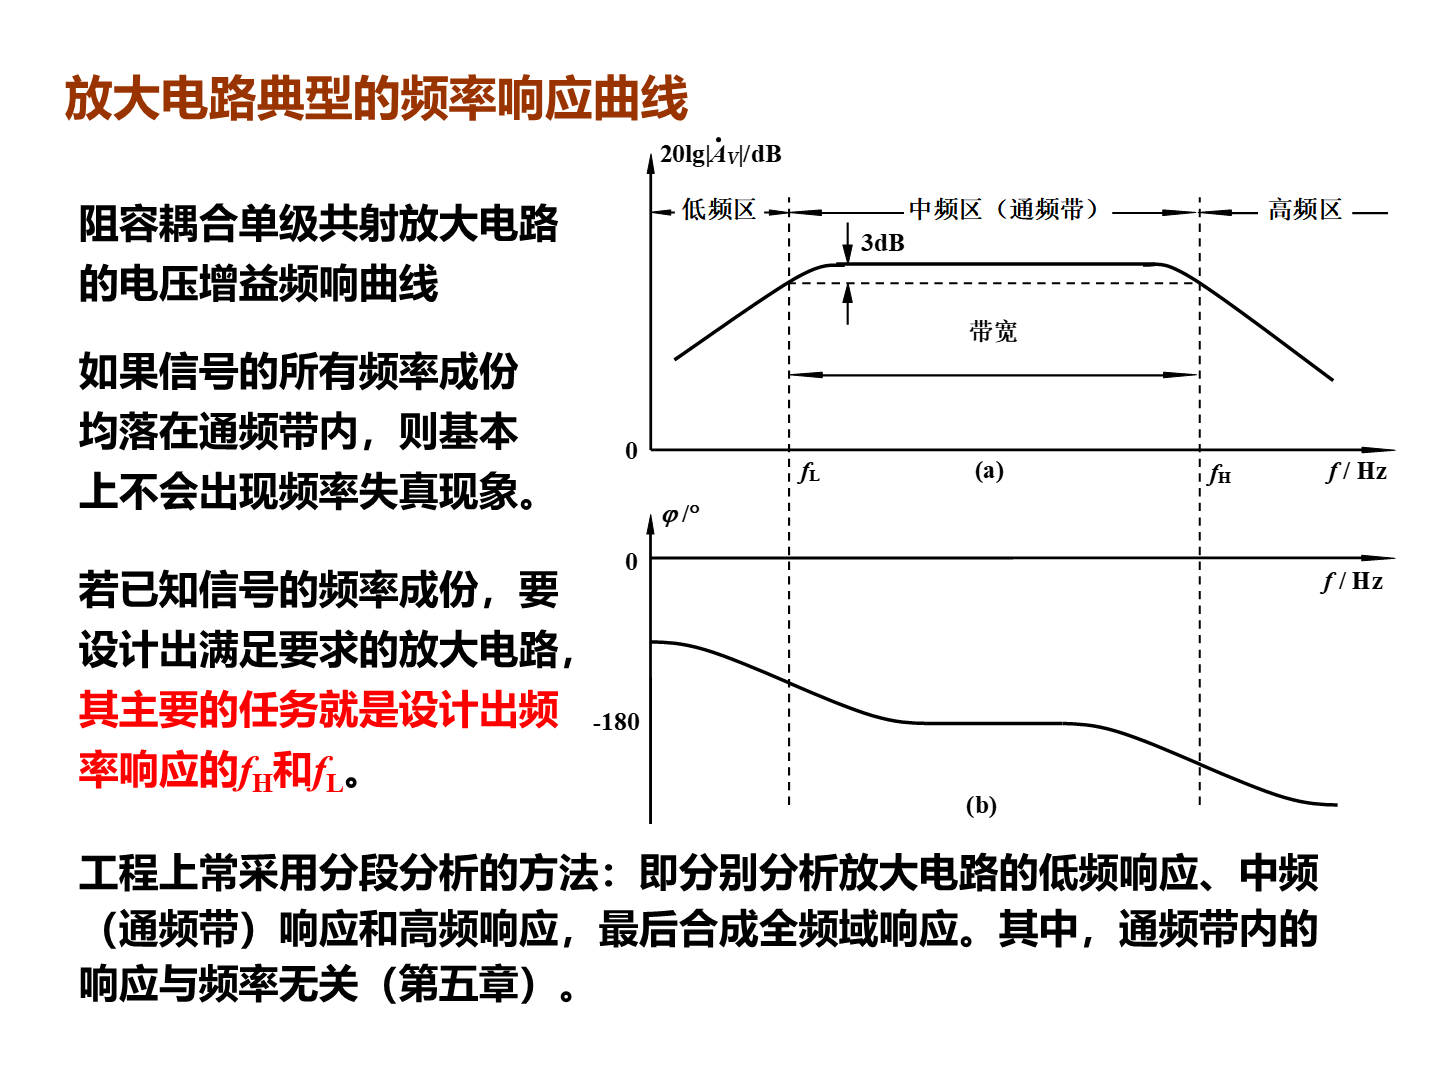 放大电路典型的频率响应曲线
阻容耦合单级共射放大电路
的电压增益频响曲线
如果信号的所有频率成份
均落在通频带内，则基本
上不会出现频率失真现象。
若已知信号的频率成份，要
设计出满足要求的放大电路，
其主要的任务就是设计出频
率响应的fH和fL。
20lg|ȦV|/dB
低频区
中频区（通频带）
高频区
3dB
带宽
0
fL
(a)
fH
f / Hz
φ /°
0
f / Hz
-180
(b)
工程上常采用分段分析的方法：即分别分析放大电路的低频响应、中频
（通频带）响应和高频响应，最后合成全频域响应。其中，通频带内的
响应与频率无关（第五章）。